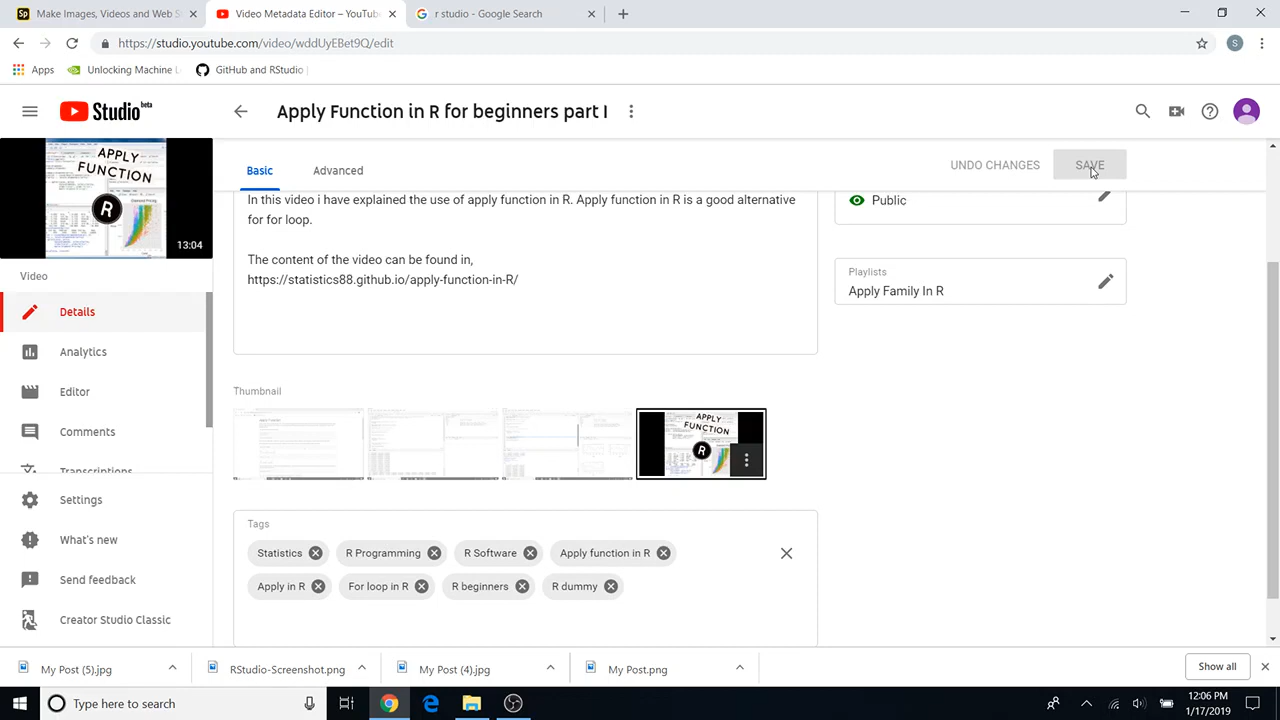 Make Images, Videos and Web S
Video Metadata Editor – YouTub
r studio - Google Search
https://studio.youtube.com/video/wddUyEBet9Q/edit
Apps
Unlocking Machine L
GitHub and RStudio
Studio beta
Apply Function in R for beginners part I
APPLY
FUNCTION
R
13:04
Basic
Advanced
UNDO CHANGES
SAVE
In this video i have explained the use of apply function in R. Apply function in R is a good alternative
for for loop.
The content of the video can be found in,
https://statistics88.github.io/apply-function-in-R/
Public
Playlists
Apply Family In R
Video
Details
Analytics
Editor
Comments
Transcriptions
Settings
What's new
Send feedback
Creator Studio Classic
Thumbnail
APPLY
FUNCTION
R
Tags
Statistics
R Programming
R Software
Apply function in R
Apply in R
For loop in R
R beginners
R dummy
My Post (5).jpg
RStudio-Screenshot.png
My Post (4).jpg
My Post.png
Show all
Type here to search
12:06 PM
1/17/2019